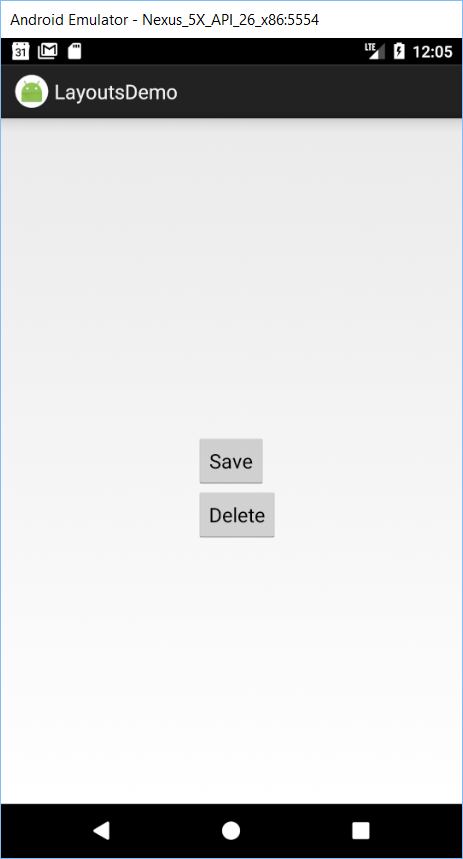 Android Emulator - Nexus_5X_API_26_x86:5554
31 LTE 12:05
LayoutsDemo
Save
Delete